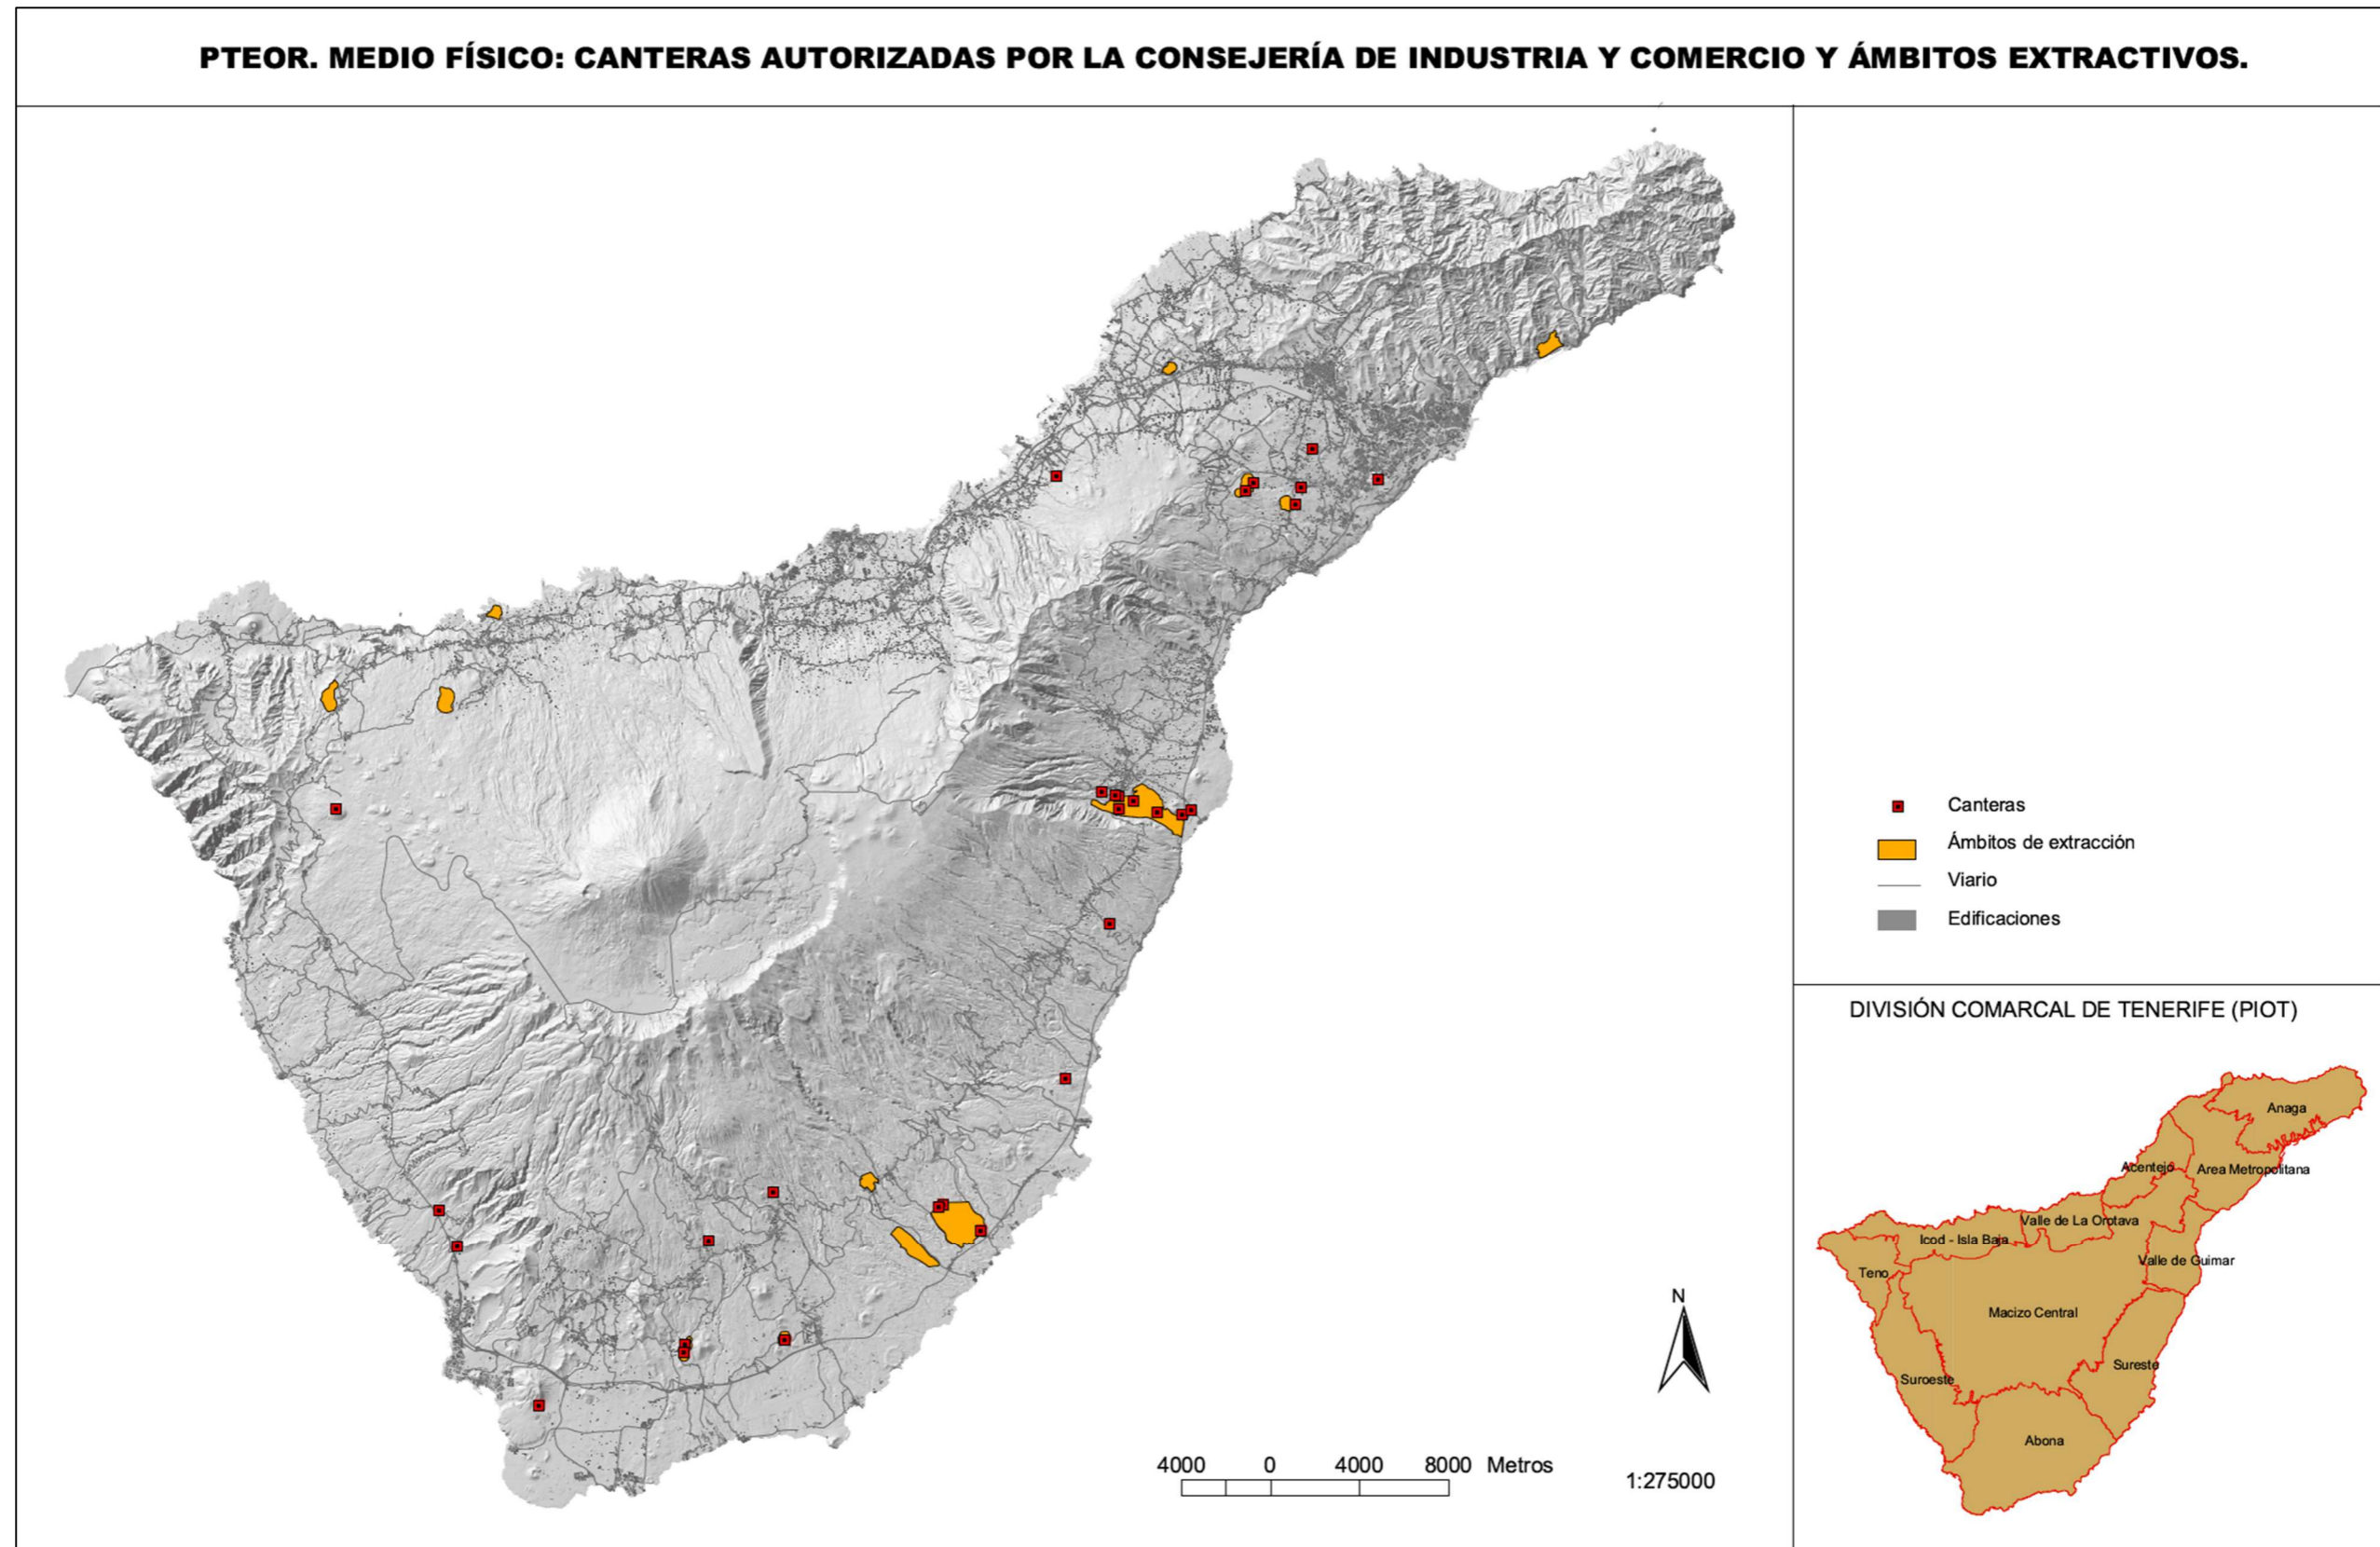 PTEOR. MEDIO FÍSICO: CANTERAS AUTORIZADAS POR LA CONSEJERÍA DE INDUSTRIA Y COMERCIO Y ÁMBITOS EXTRACTIVOS.
Canteras
Ámbitos de extracción
Viario
Edificaciones
DIVISIÓN COMARCAL DE TENERIFE (PIOT)
Anaga
Acentejo
Area Metropolitana
Valle de La Orotava
Icod - Isla Baja
Valle de Guimar
Teno
Macizo Central
Sureste
Suroeste
Abona
N
4000 0 4000 8000 Metros
1:275000